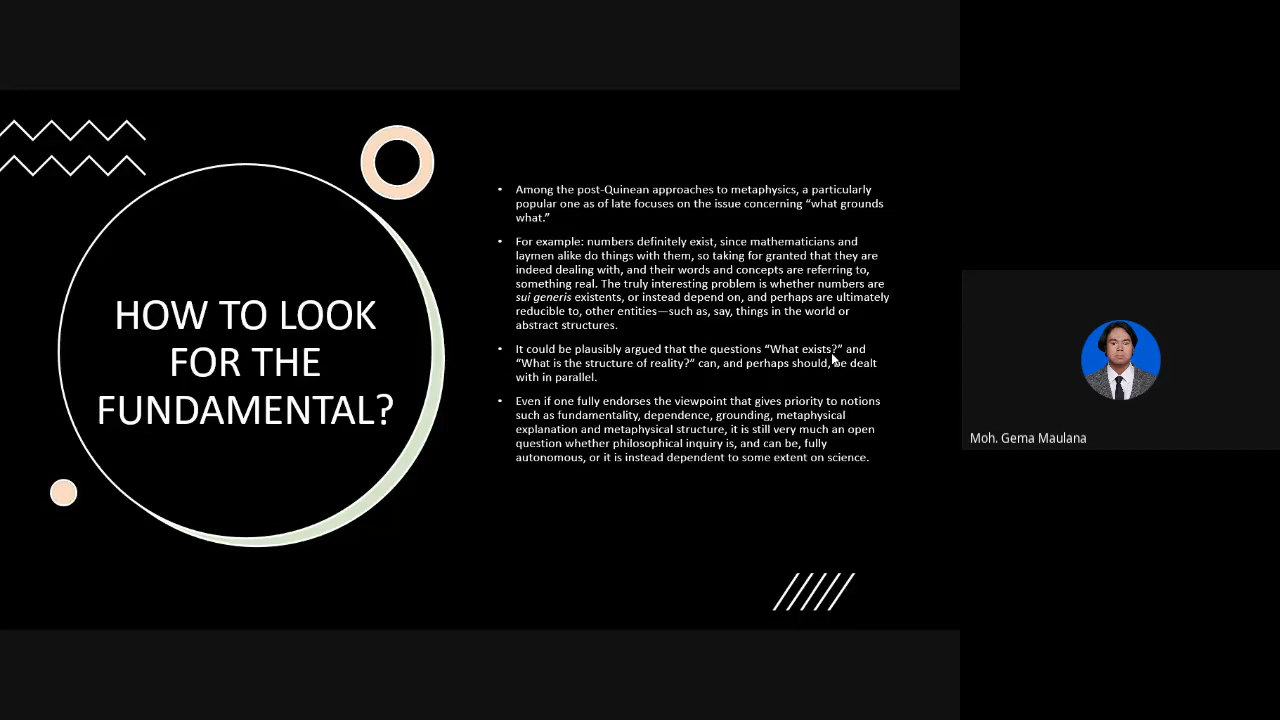 HOW TO LOOK
FOR THE
FUNDAMENTAL?
• Among the post-Quinean approaches to metaphysics, a particularly
popular one as of late focuses on the issue concerning “what grounds
what.”
• For example: numbers definitely exist, since mathematicians and
laymen alike do things with them, so taking for granted that they are
indeed dealing with, and their words and concepts are referring to,
something real. The truly interesting problem is whether numbers are
sui generis existents, or instead depend on, and perhaps are ultimately
reducible to, other entities—such as, say, things in the world or
abstract structures.
• It could be plausibly argued that the questions “What exists?” and
“What is the structure of reality?” can, and perhaps should, be dealt
with in parallel.
• Even if one fully endorses the viewpoint that gives priority to notions
such as fundamentality, dependence, grounding, metaphysical
explanation and metaphysical structure, it is still very much an open
question whether philosophical inquiry is, and can be, fully
autonomous, or it is instead dependent to some extent on science.
Moh. Gema Maulana